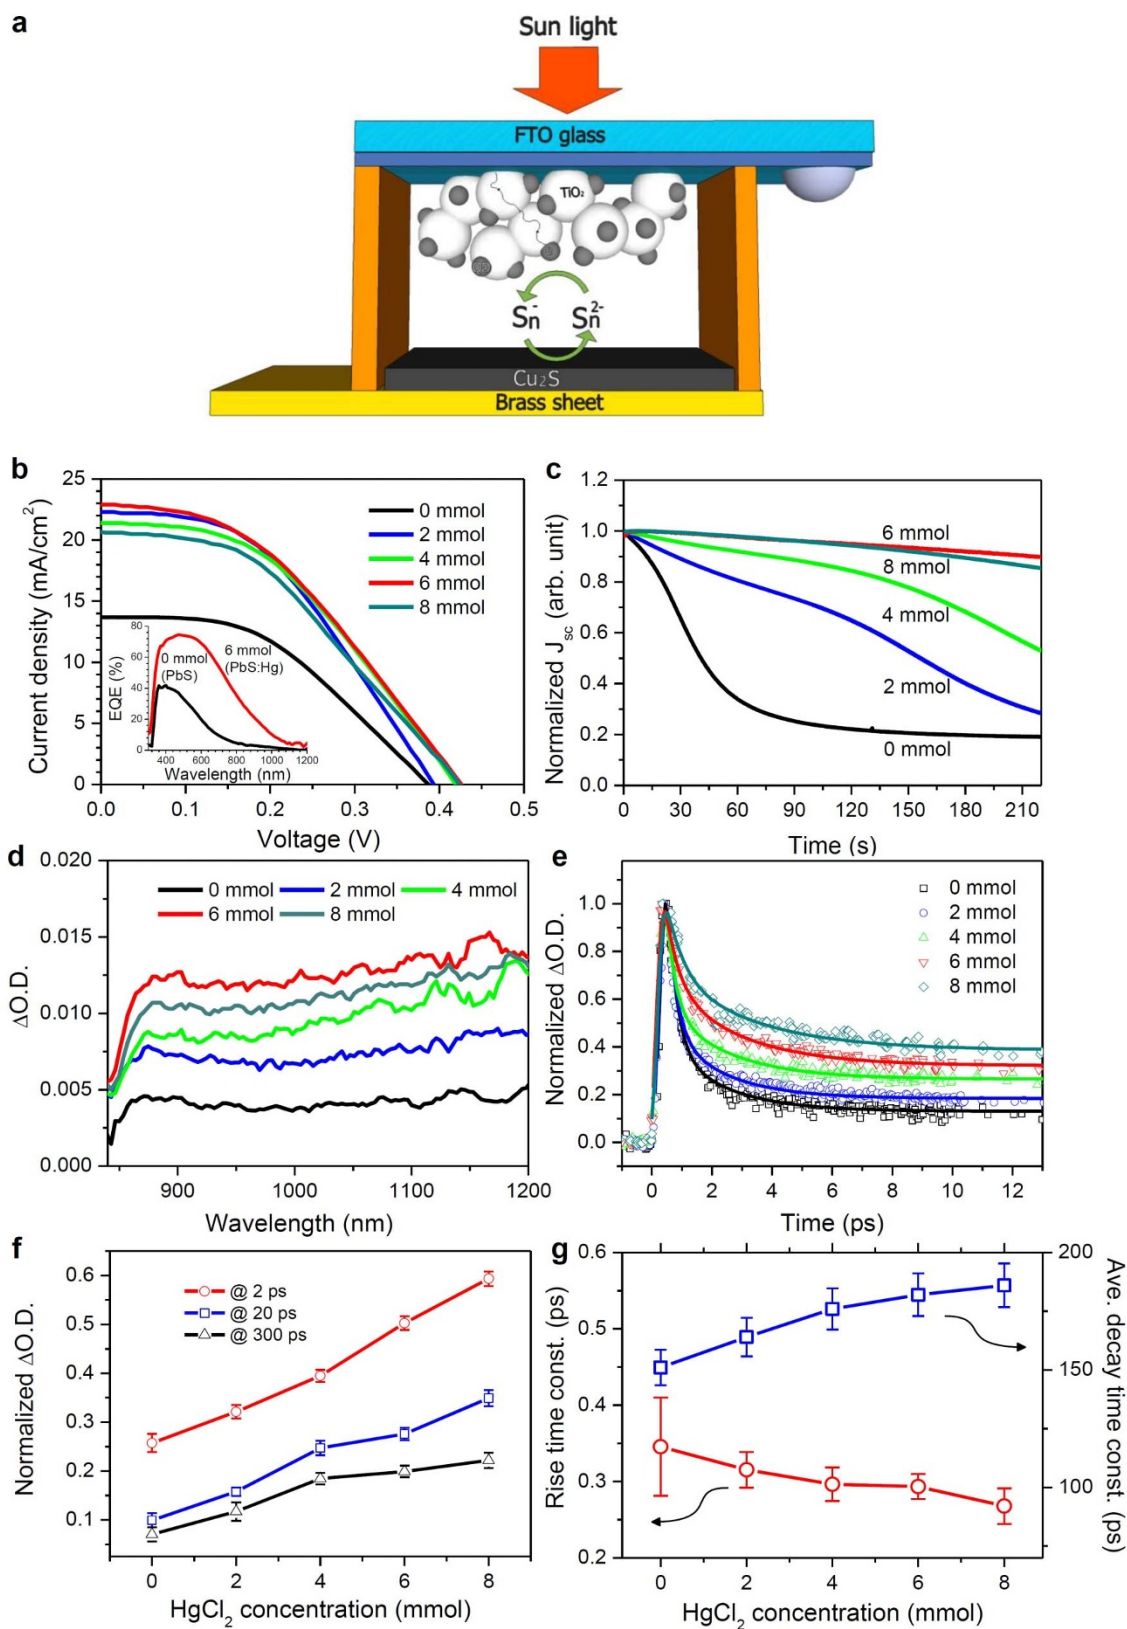 a
Sun light
FTO glass
TiO₂
Sn⁻ Sn²⁻
Cu₂S
Brass sheet
b
Current density (mA/cm²)
25
20
15
10
5
0
0 mmol
2 mmol
4 mmol
6 mmol
8 mmol
EQE (%)
80
60
40
20
0
0 mmol
(PbS)
6 mmol
(PbS:Hg)
400 600 800 1000 1200
Wavelength (nm)
0.0 0.1 0.2 0.3 0.4 0.5
Voltage (V)
c
Normalized Jsc (arb. unit)
1.2
1.0
0.8
0.6
0.4
0.2
0.0
6 mmol
8 mmol
4 mmol
2 mmol
0 mmol
0 30 60 90 120 150 180 210
Time (s)
d
ΔO.D.
0.020
0.015
0.010
0.005
0.000
0 mmol 2 mmol 4 mmol
6 mmol 8 mmol
900 1000 1100 1200
Wavelength (nm)
e
Normalized ΔO.D.
1.0
0.8
0.6
0.4
0.2
0.0
0 mmol
2 mmol
4 mmol
6 mmol
8 mmol
0 2 4 6 8 10 12
Time (ps)
f
Normalized ΔO.D.
0.6
0.5
0.4
0.3
0.2
0.1
@ 2 ps
@ 20 ps
@ 300 ps
0 2 4 6 8
HgCl₂ concentration (mmol)
g
Rise time const. (ps)
0.6
0.5
0.4
0.3
0.2
200
150
100
Ave. decay time const. (ps)
0 2 4 6 8
HgCl₂ concentration (mmol)